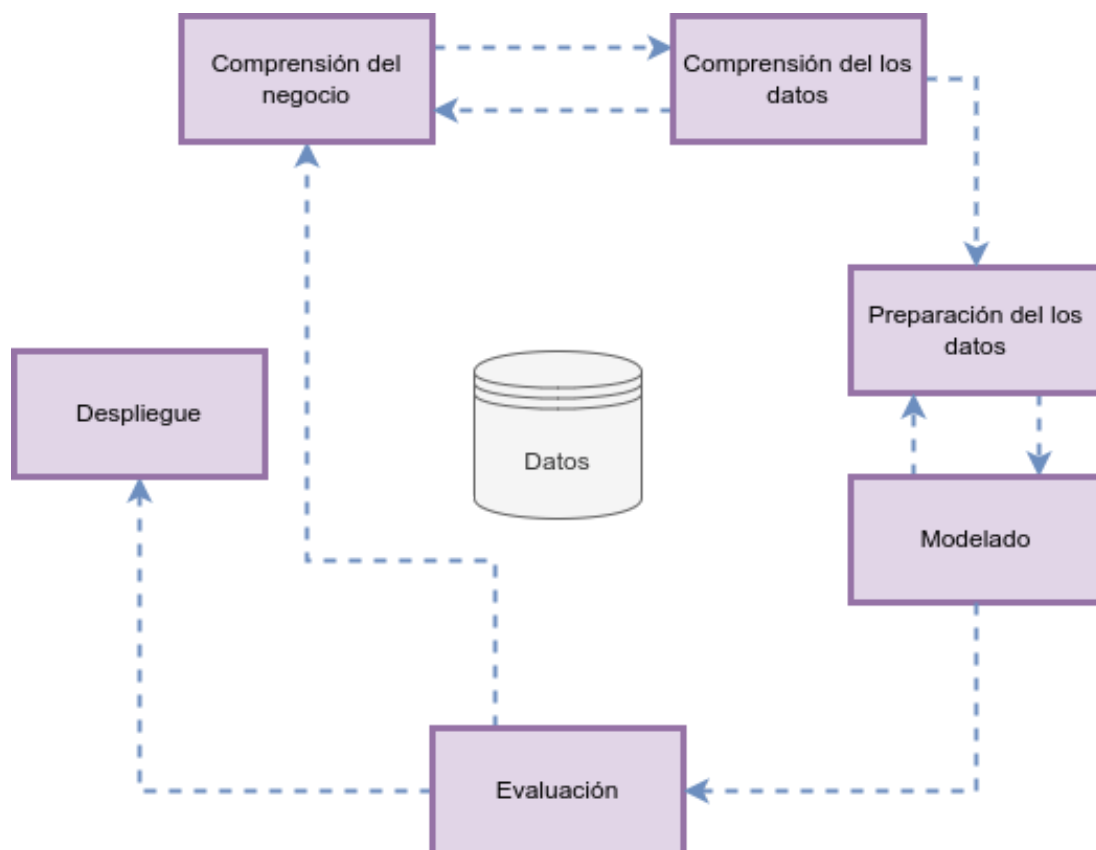 Comprensión del
negocio
Comprensión del los
datos
Preparación del los
datos
Despliegue
Datos
Modelado
Evaluación